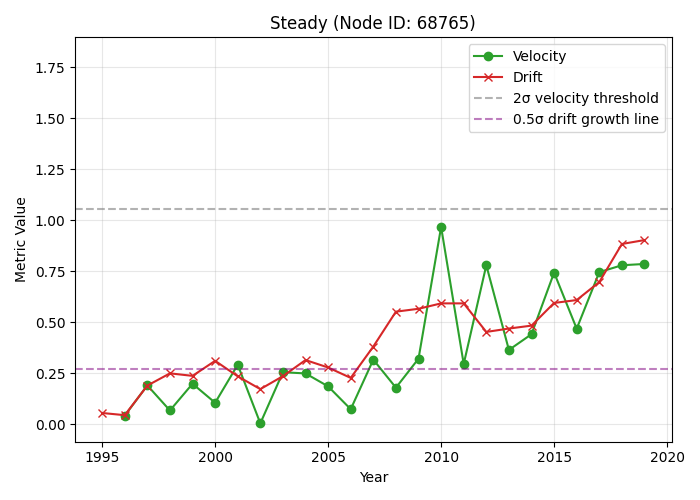 Steady (Node ID: 68765)
Velocity
Drift
2σ velocity threshold
0.5σ drift growth line
Metric Value
1.75
1.50
1.25
1.00
0.75
0.50
0.25
0.00
1995 2000 2005 2010 2015 2020
Year